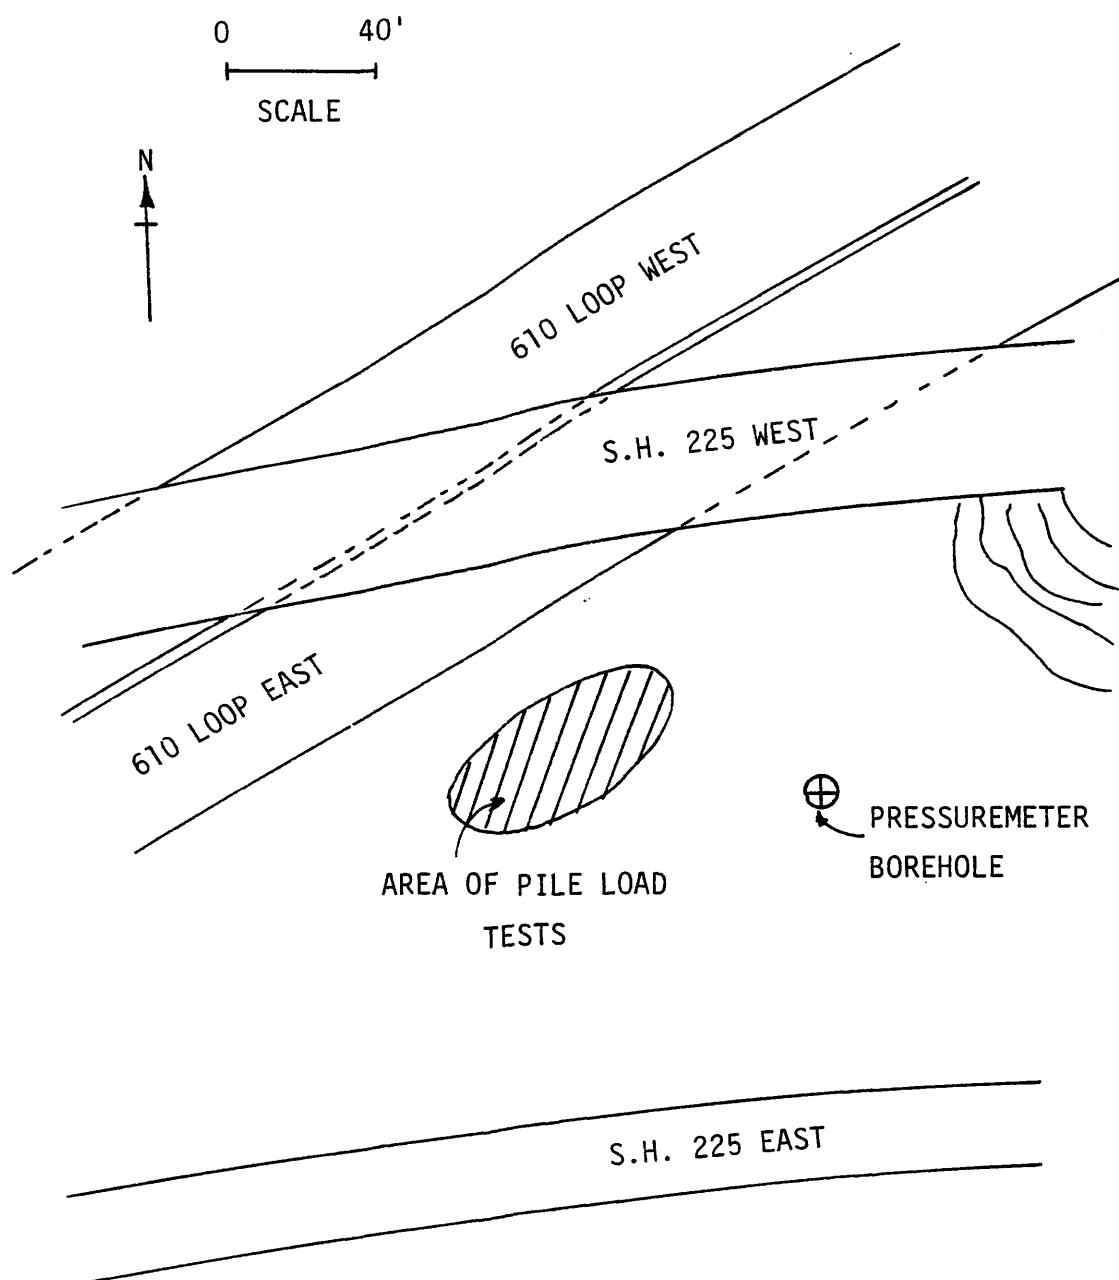 0 40'
SCALE
N
610 LOOP WEST
S.H. 225 WEST
610 LOOP EAST
PRESSUREMETER
BOREHOLE
AREA OF PILE LOAD
TESTS
S.H. 225 EAST